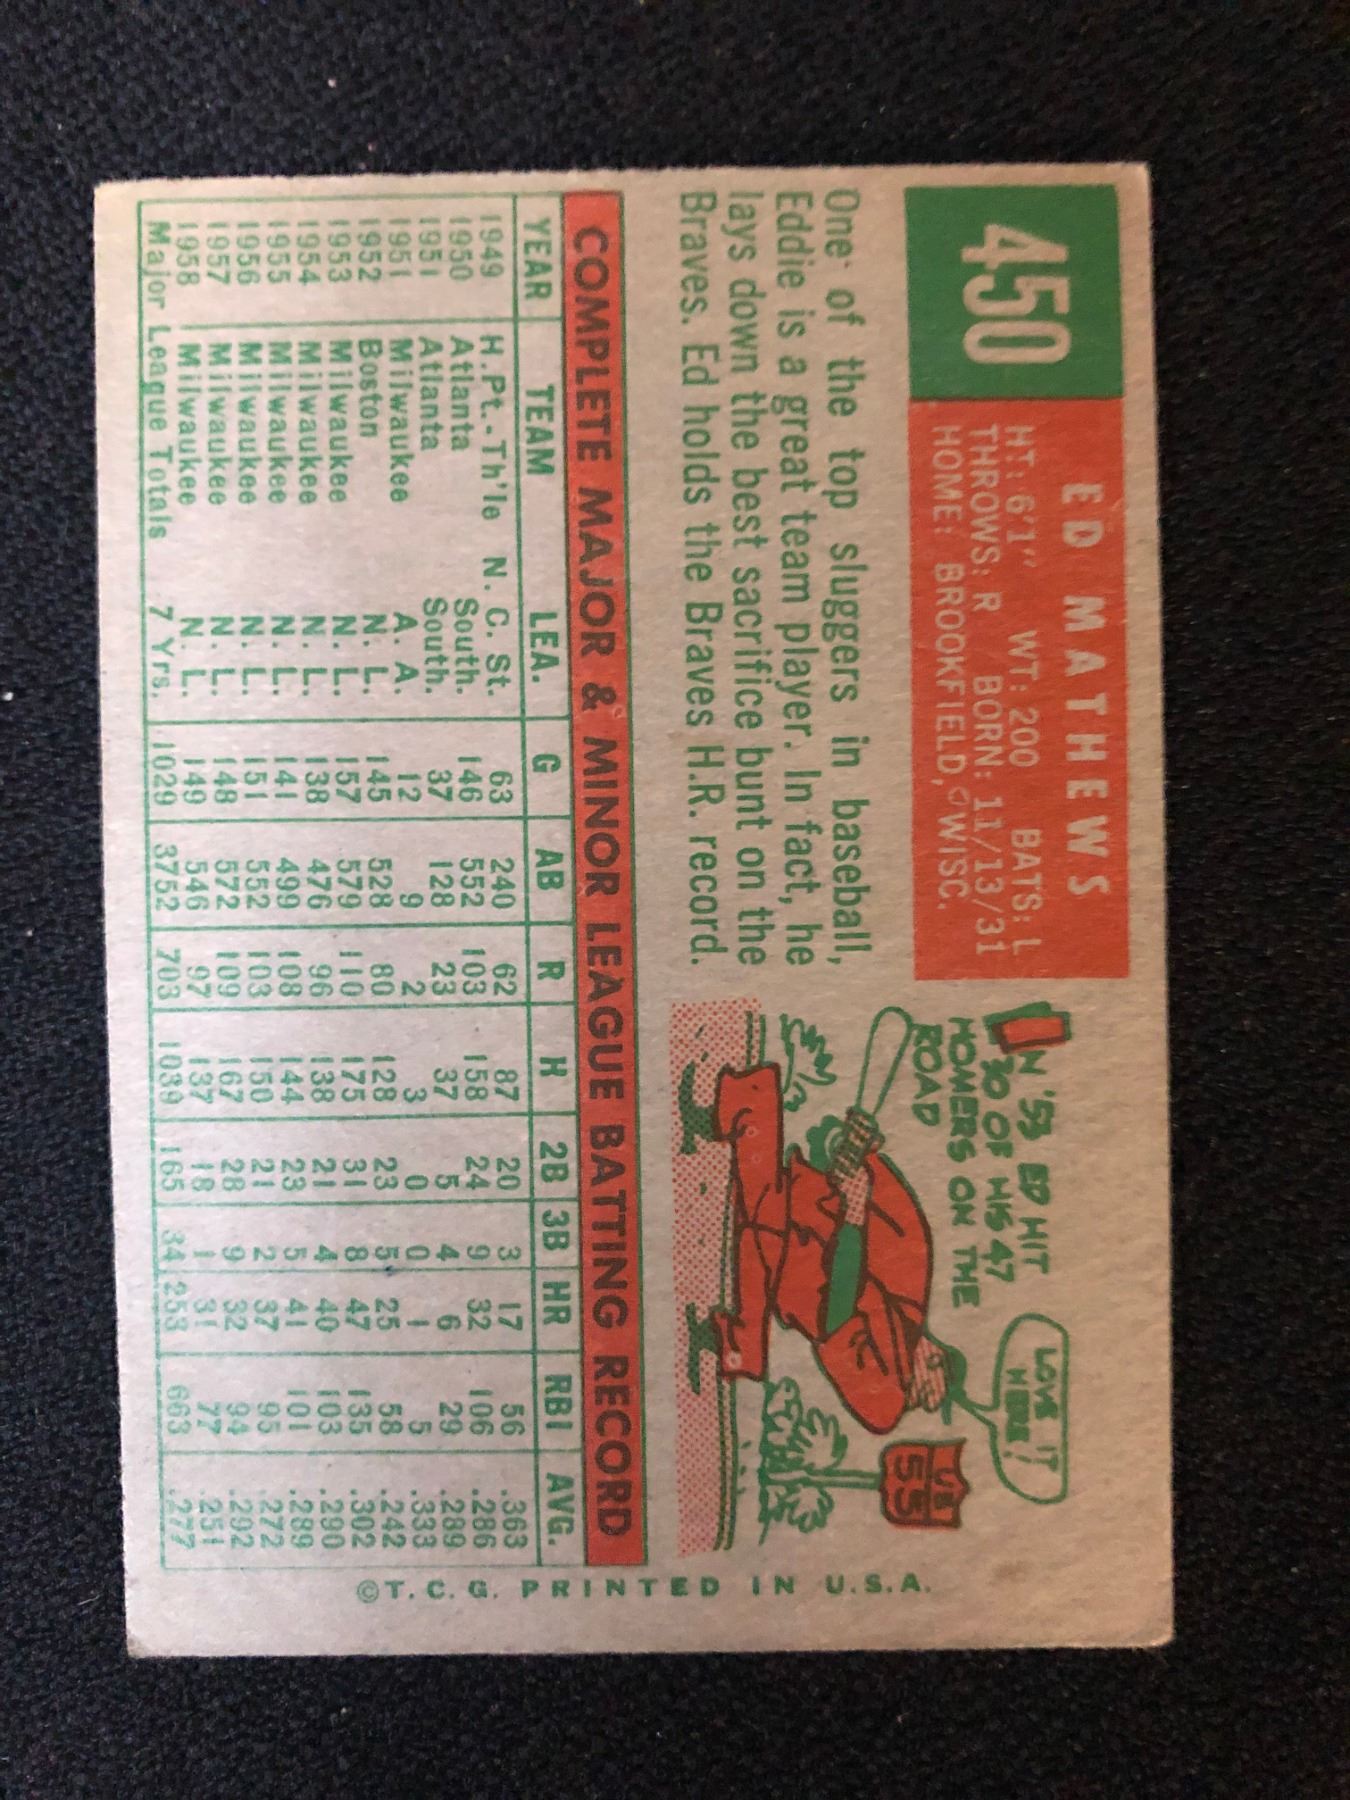 450
ED MATHEWS
HT: 6'1" WT: 200 BATS: L
THROWS: R BORN: 11/13/31
HOME: BROOKFIELD, WISC.
One of the top sluggers in baseball,
Eddie is a great team player. In fact, he
lays down the best sacrifice bunt on the
Braves. Ed holds the Braves H.R. record.
IN '53 ED HIT
30 OF HIS 47
HOMERS ON THE
ROAD
LOVE IT
HERE!
US
55
COMPLETE MAJOR & MINOR LEAGUE BATTING RECORD
YEAR TEAM LEA. G AB R H 2B 3B HR RBI AVG.
1949 H.Pt.-Th'le N. C. St. 63 240 62 87 20 3 17 56 .363
1950 Atlanta South. 146 552 103 158 24 9 32 106 .286
1951 Atlanta South. 37 128 23 37 5 4 6 29 .289
1951 Milwaukee A. A. 12 9 2 3 0 0 1 5 .333
1952 Boston N. L. 145 528 80 128 23 5 25 58 .242
1953 Milwaukee N. L. 157 579 110 175 31 8 47 135 .302
1954 Milwaukee N. L. 138 476 96 138 21 4 40 103 .290
1955 Milwaukee N. L. 141 499 108 144 23 5 41 101 .289
1956 Milwaukee N. L. 151 552 103 150 21 2 37 95 .272
1957 Milwaukee N. L. 148 572 109 167 28 9 32 94 .292
1958 Milwaukee N. L. 149 546 97 137 18 1 31 77 .251
Major League Totals 7 Yrs. 1029 3752 703 1039 165 34 253 663 .277
©T. C. G. PRINTED IN U.S.A.